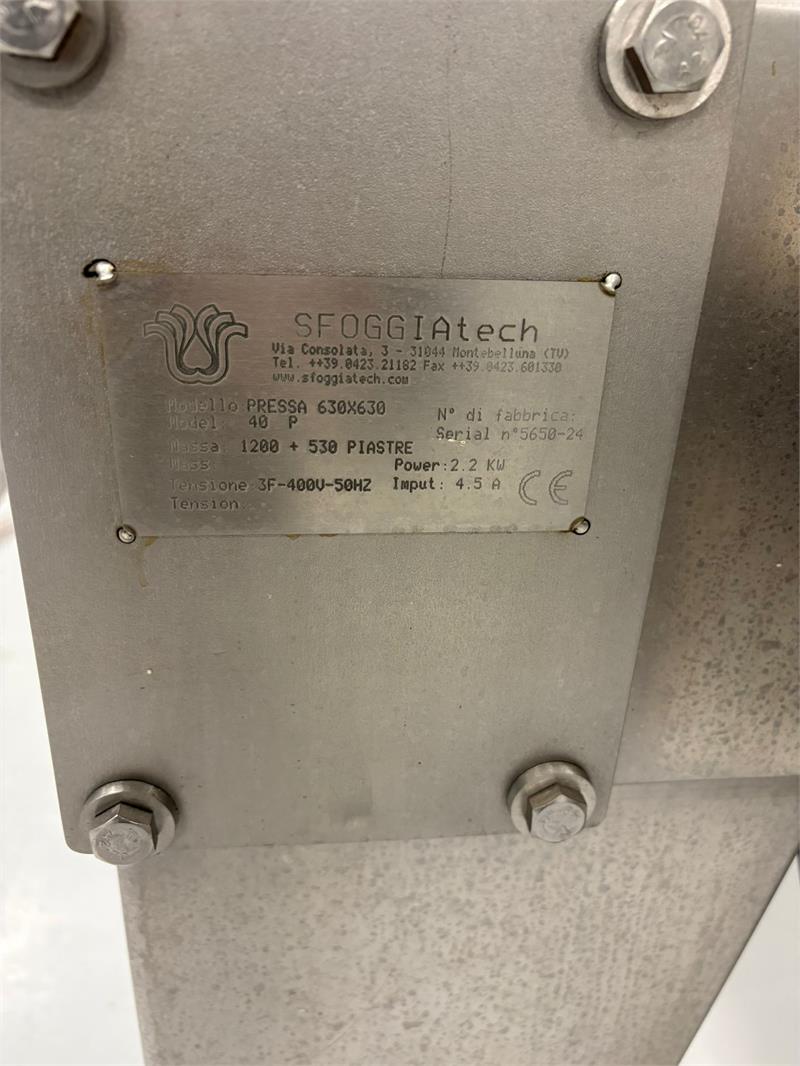 SFOGGIAtech
Via Consolata, 3 - 31044 Montebelluna (TV)
Tel. ++39.0423.21182 Fax ++39.0423.601330
www.sfoggiatech.com
Modello PRESSA 630X630
Model: 40 P
N° di fabbrica:
Serial n°5650-24
Massa: 1200 + 530 PIASTRE
Mass
Power:2.2 KW
Tensione:3F-400V-50HZ Imput: 4.5 A
Tension:
CE